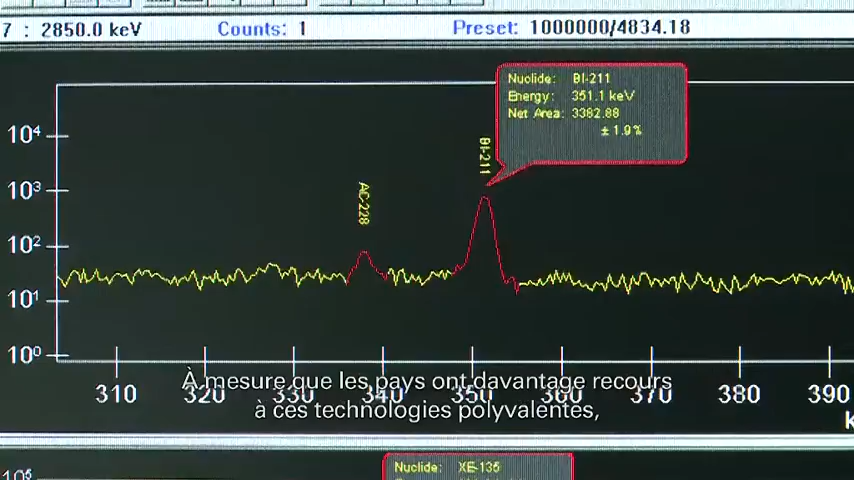 7 : 2850.0 keV Counts: 1 Preset: 1000000/4834.18
Nuclide: BI-211
Energy: 351.1 keV
Net Area: 3382.88
± 1.9%
BI-211
AC-228
10⁴
10³
10²
10¹
10⁰
310 320 330 340 350 360 370 380 390
k
À mesure que les pays ont davantage recours
à ces technologies polyvalentes,
10⁵
Nuclide: XE-135